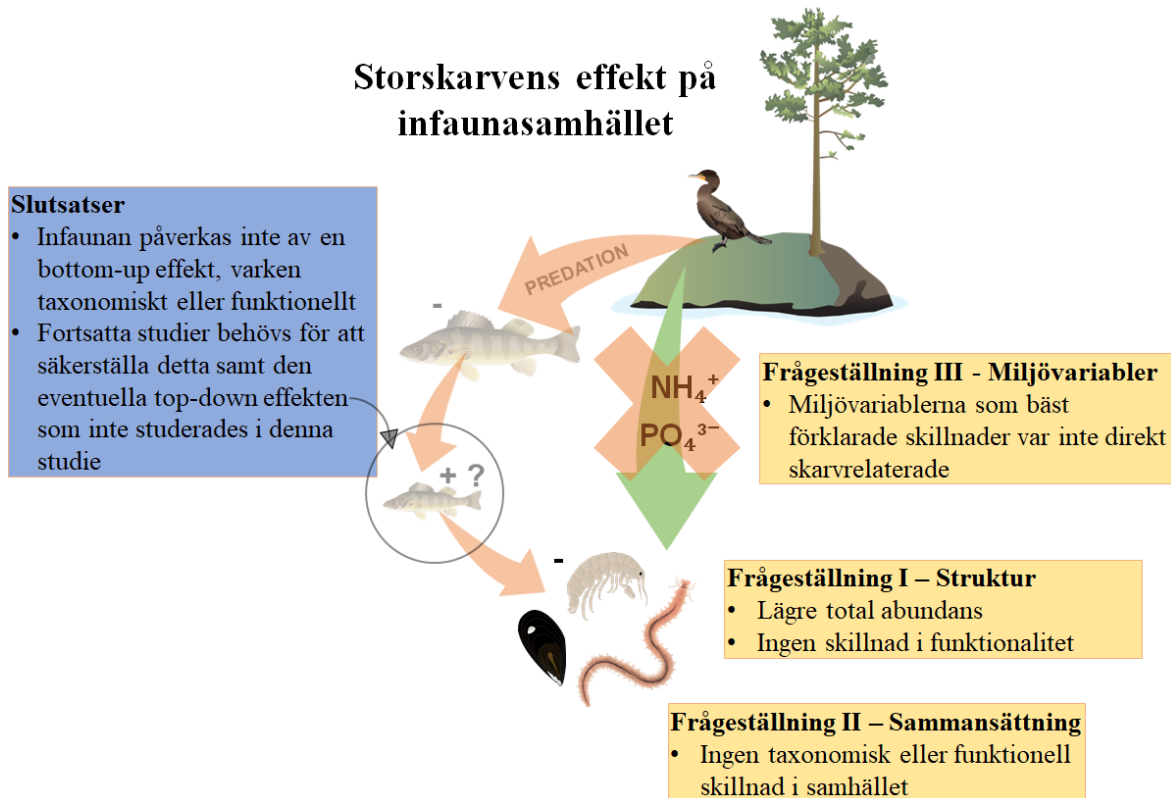 Storskarvens effekt på
infaunasamhället
Slutsatser
• Infaunan påverkas inte av en
bottom-up effekt, varken
taxonomiskt eller funktionellt
• Fortsatta studier behövs för att
säkerställa detta samt den
eventuella top-down effekten
som inte studerades i denna
studie
PREDATION
-
+ ?
-
NH₄⁺
PO₄³⁻
Frågeställning III - Miljövariabler
• Miljövariablerna som bäst
förklarade skillnader var inte direkt
skarvrelaterade
Frågeställning I – Struktur
• Lägre total abundans
• Ingen skillnad i funktionalitet
Frågeställning II – Sammansättning
• Ingen taxonomisk eller funktionell
skillnad i samhället